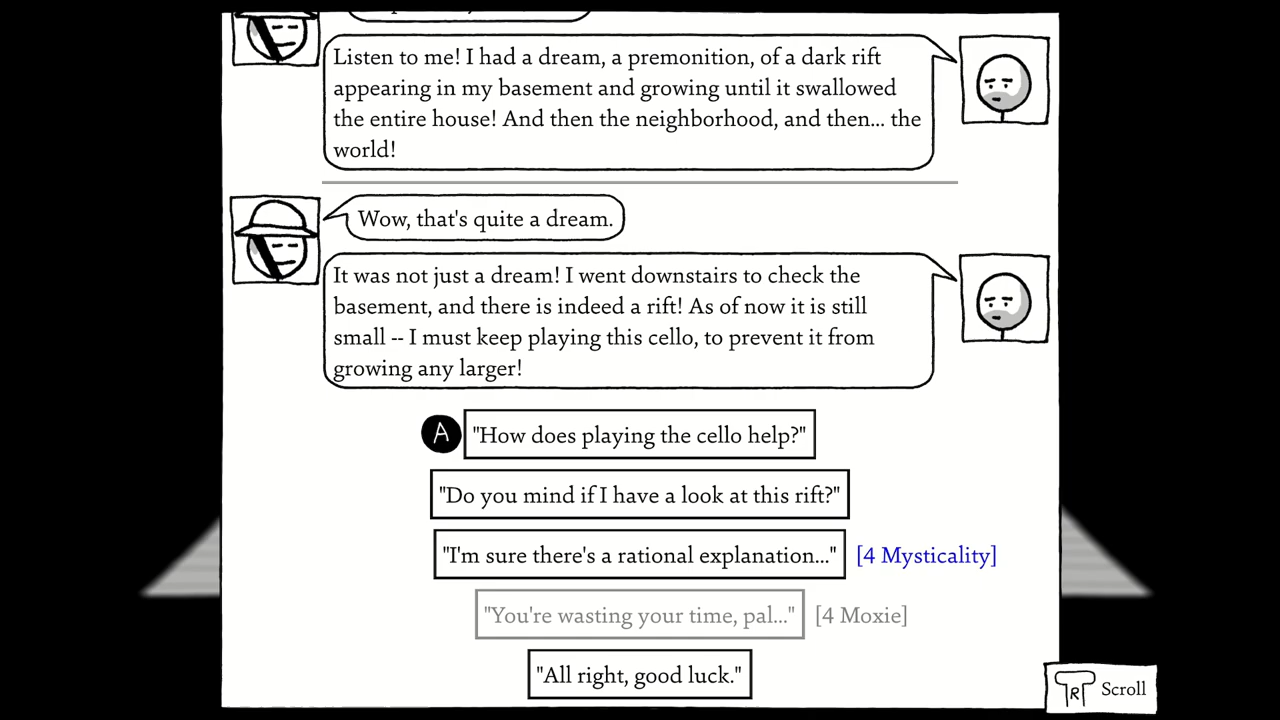 Listen to me! I had a dream, a premonition, of a dark rift
appearing in my basement and growing until it swallowed
the entire house! And then the neighborhood, and then... the
world!
Wow, that's quite a dream.
It was not just a dream! I went downstairs to check the
basement, and there is indeed a rift! As of now it is still
small -- I must keep playing this cello, to prevent it from
growing any larger!
A "How does playing the cello help?"
"Do you mind if I have a look at this rift?"
"I'm sure there's a rational explanation..." [4 Mysticality]
"You're wasting your time, pal..." [4 Moxie]
"All right, good luck."
R Scroll